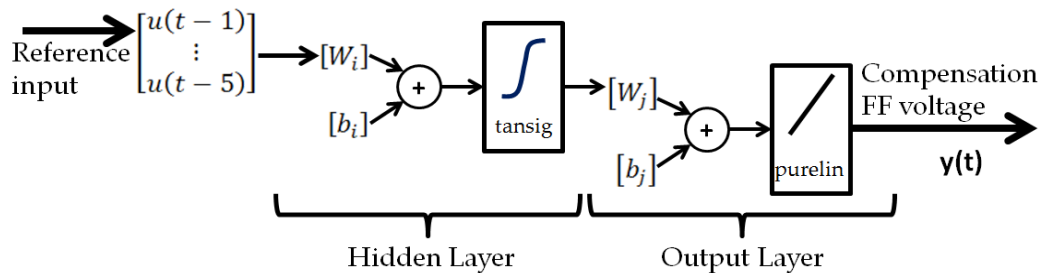 Reference
input
[u(t − 1)
⋮
u(t − 5)]
[W_i]
[b_i]
+
tansig
[W_j]
[b_j]
+
purelin
Compensation
FF voltage
y(t)
Hidden Layer
Output Layer